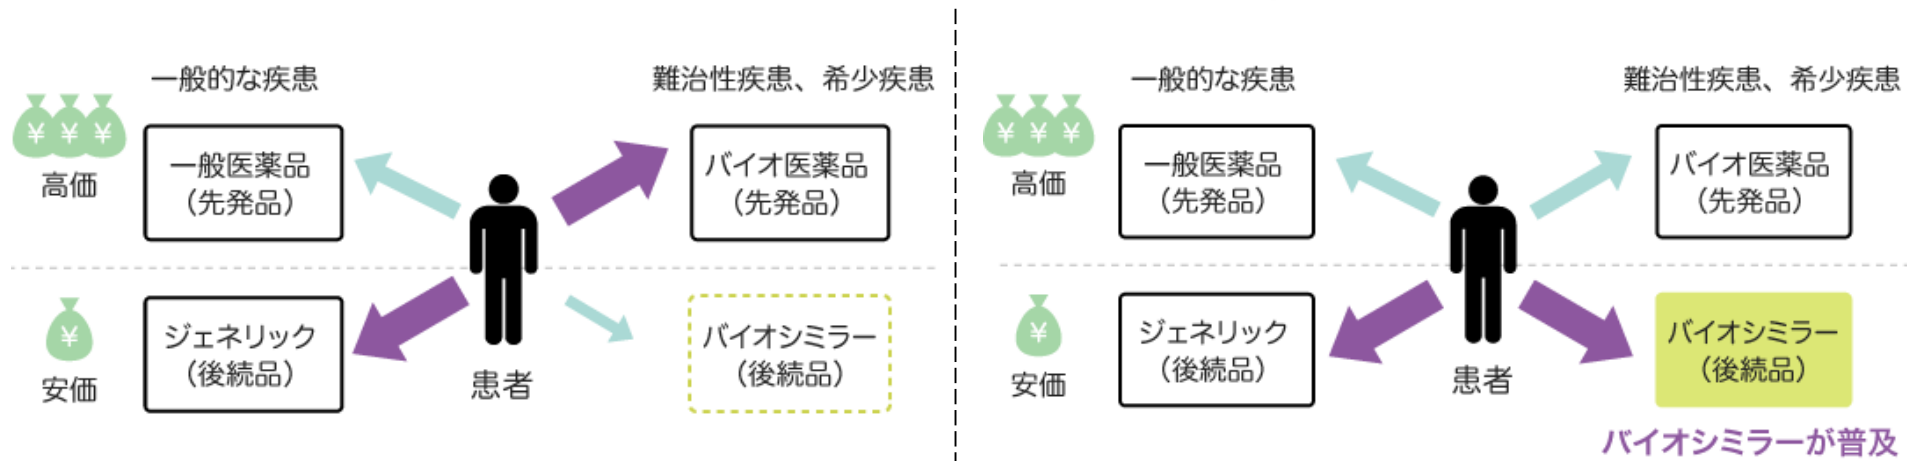 一般的な疾患
難治性疾患、希少疾患
¥ ¥ ¥
高価
一般医薬品
（先発品）
バイオ医薬品
（先発品）
¥
安価
ジェネリック
（後続品）
患者
バイオシミラー
（後続品）
一般的な疾患
難治性疾患、希少疾患
¥ ¥ ¥
高価
一般医薬品
（先発品）
バイオ医薬品
（先発品）
¥
安価
ジェネリック
（後続品）
患者
バイオシミラー
（後続品）
バイオシミラーが普及